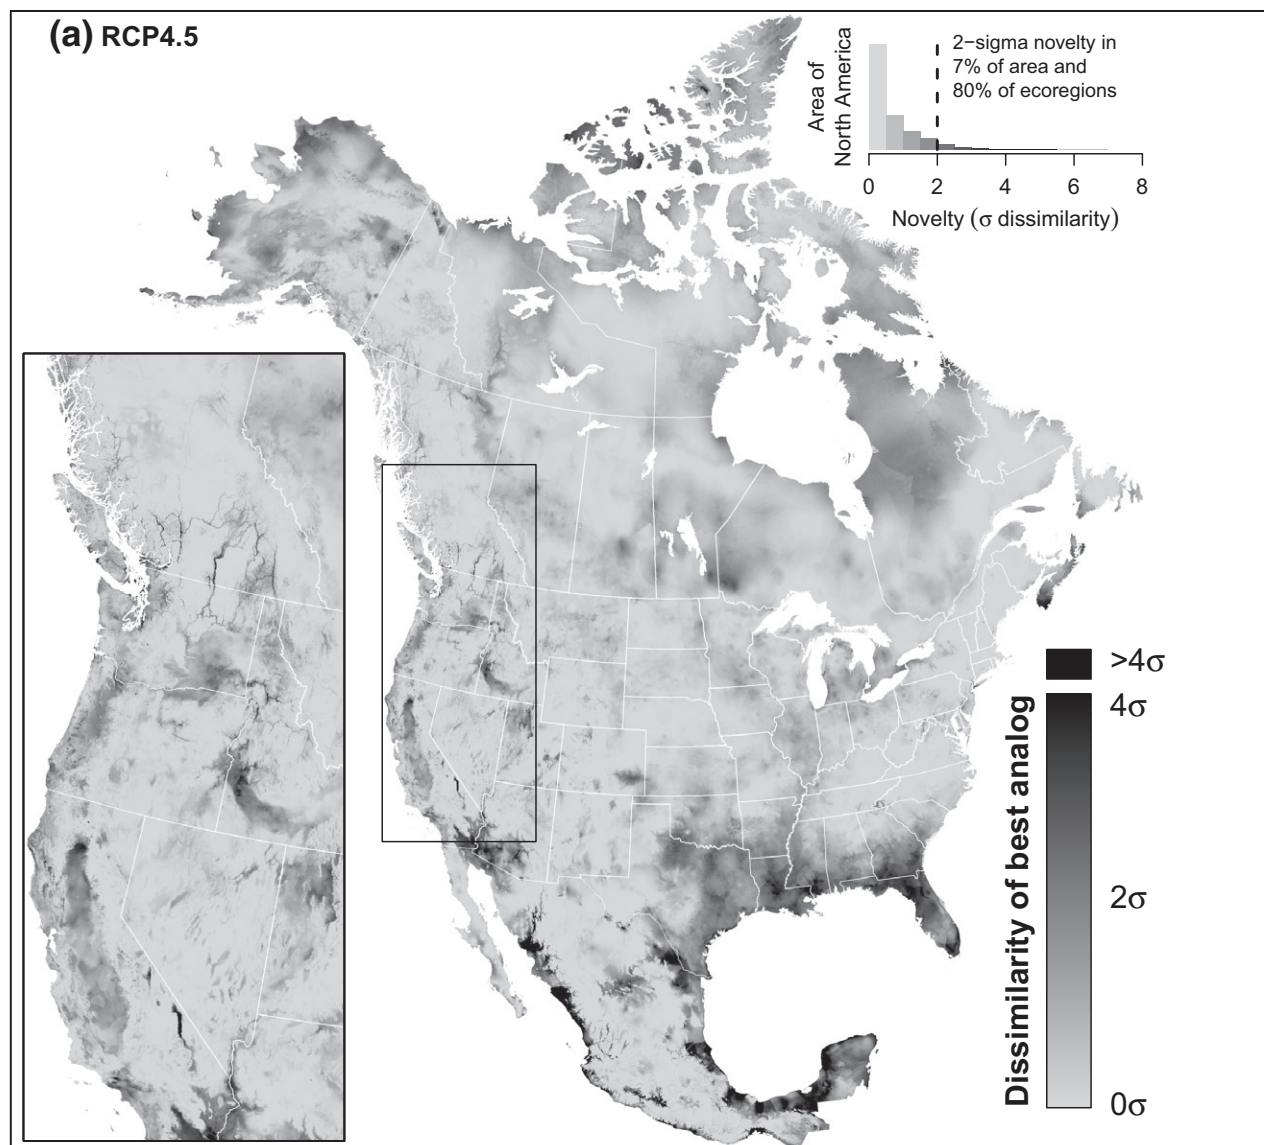 (a) RCP4.5
Area of
North America
2−sigma novelty in
7% of area and
80% of ecoregions
0 2 4 6 8
Novelty (σ dissimilarity)
Dissimilarity of best analog
>4σ
4σ
2σ
0σ